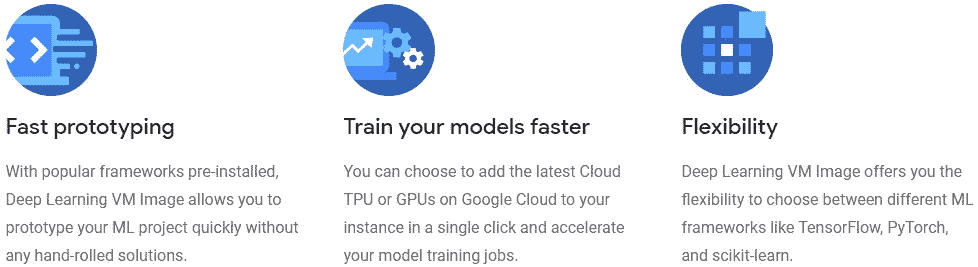 Fast prototyping
With popular frameworks pre-installed,
Deep Learning VM Image allows you to
prototype your ML project quickly without
any hand-rolled solutions.
Train your models faster
You can choose to add the latest Cloud
TPU or GPUs on Google Cloud to your
instance in a single click and accelerate
your model training jobs.
Flexibility
Deep Learning VM Image offers you the
flexibility to choose between different ML
frameworks like TensorFlow, PyTorch,
and scikit-learn.